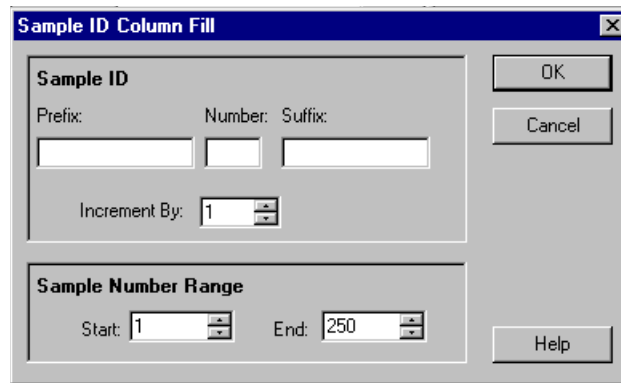 Sample ID Column Fill
Sample ID
Prefix: Number: Suffix:
Increment By: 1
Sample Number Range
Start: 1 End: 250
OK
Cancel
Help